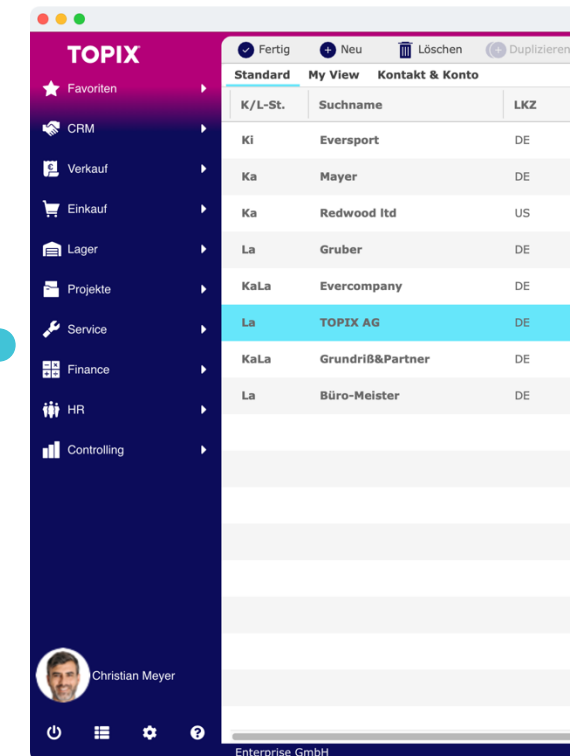 TOPIX
Fertig Neu Löschen Duplizieren
Standard My View Kontakt & Konto
K/L-St. Suchname LKZ
Favoriten
CRM
Verkauf
Einkauf
Lager
Projekte
Service
Finance
HR
Controlling
Ki Eversport DE
Ka Mayer DE
Ka Redwood ltd US
La Gruber DE
KaLa Evercompany DE
La TOPIX AG DE
KaLa Grundriß&Partner DE
La Büro-Meister DE
Christian Meyer
Enterprise GmbH